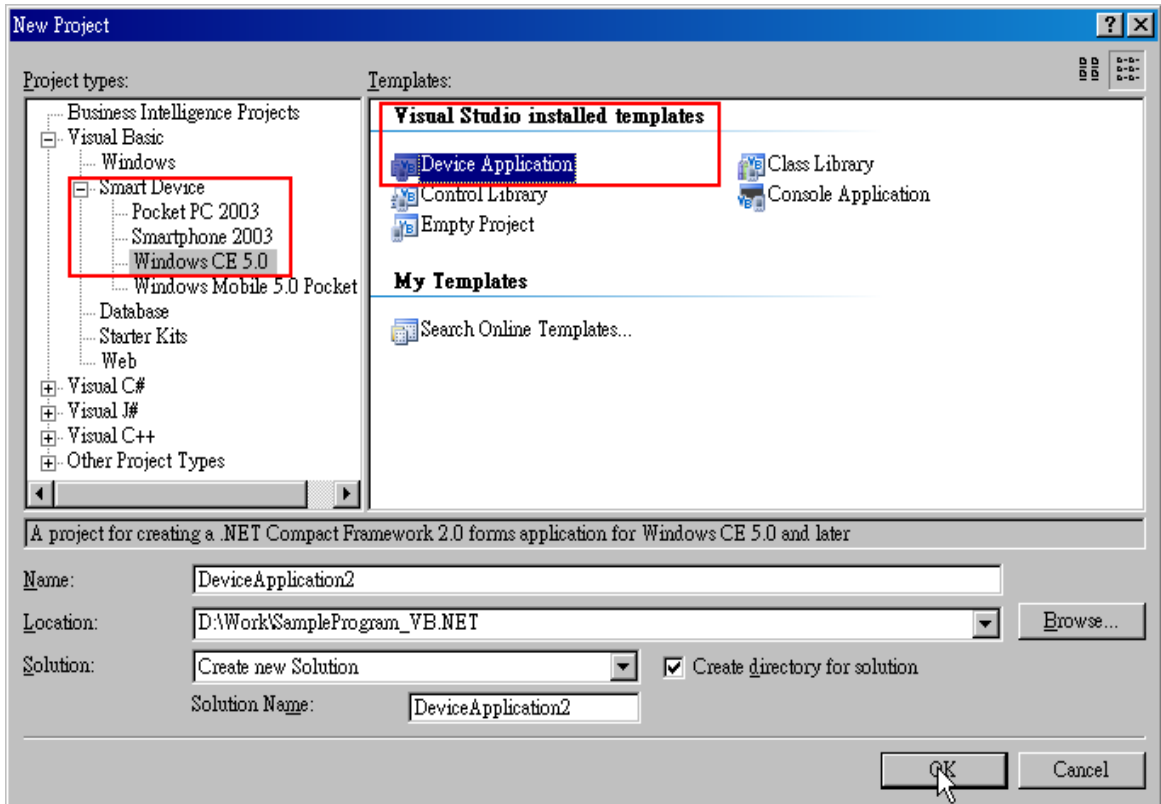 New Project
Project types:
Templates:
Business Intelligence Projects
Visual Basic
Windows
Smart Device
Pocket PC 2003
Smartphone 2003
Windows CE 5.0
Windows Mobile 5.0 Pocket
Database
Starter Kits
Web
Visual C#
Visual J#
Visual C++
Other Project Types
Visual Studio installed templates
Device Application
Class Library
Control Library
Console Application
Empty Project
My Templates
Search Online Templates...
A project for creating a .NET Compact Framework 2.0 forms application for Windows CE 5.0 and later
Name:
DeviceApplication2
Location:
D:\Work\SampleProgram_VB.NET
Browse...
Solution:
Create new Solution
Create directory for solution
Solution Name:
DeviceApplication2
OK
Cancel